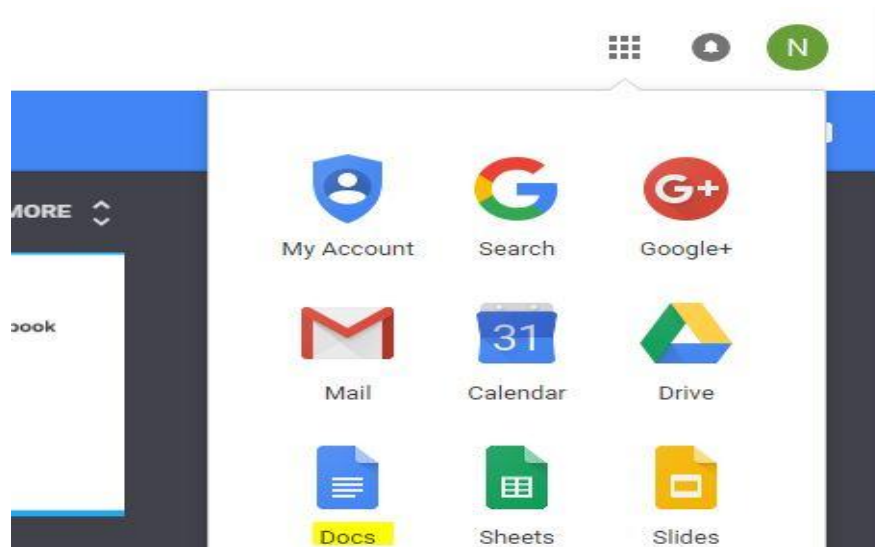 N
MORE
My Account Search Google+
book
Mail Calendar Drive
Docs Sheets Slides
G G+
31